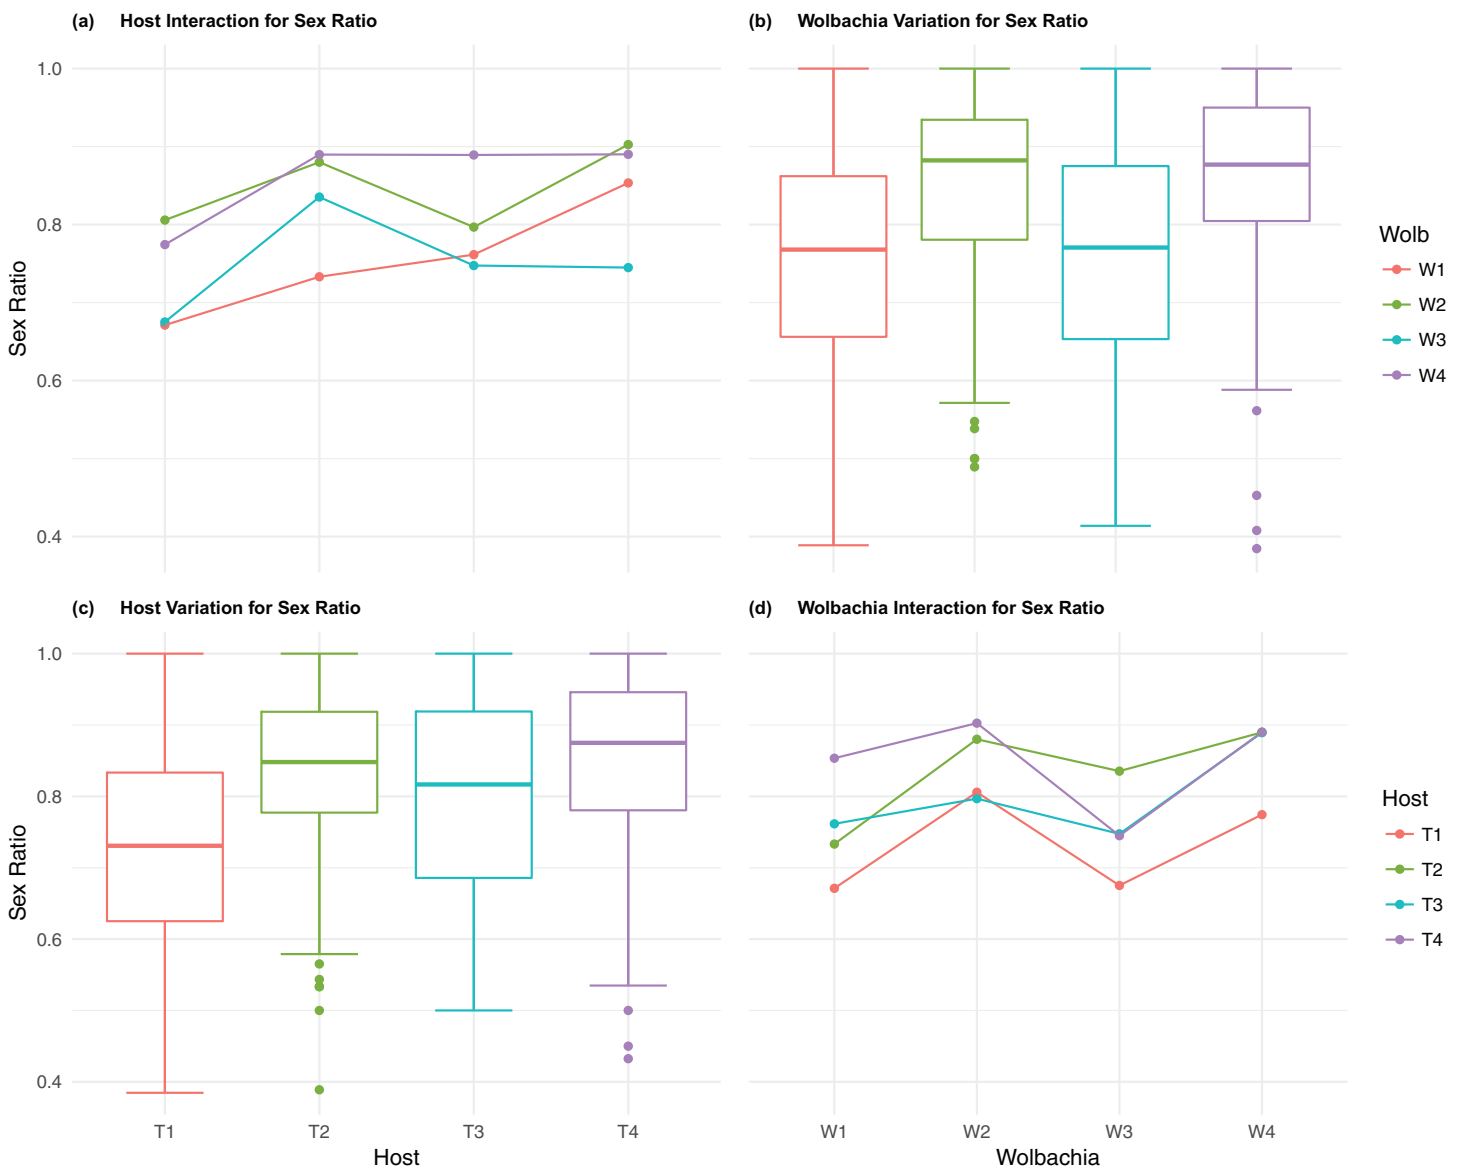 (a) Host Interaction for Sex Ratio
(b) Wolbachia Variation for Sex Ratio
1.0
0.8
0.6
0.4
Sex Ratio
Wolb
W1
W2
W3
W4
(c) Host Variation for Sex Ratio
(d) Wolbachia Interaction for Sex Ratio
1.0
0.8
0.6
0.4
Sex Ratio
Host
T1
T2
T3
T4
T1 T2 T3 T4
W1 W2 W3 W4
Host
Wolbachia